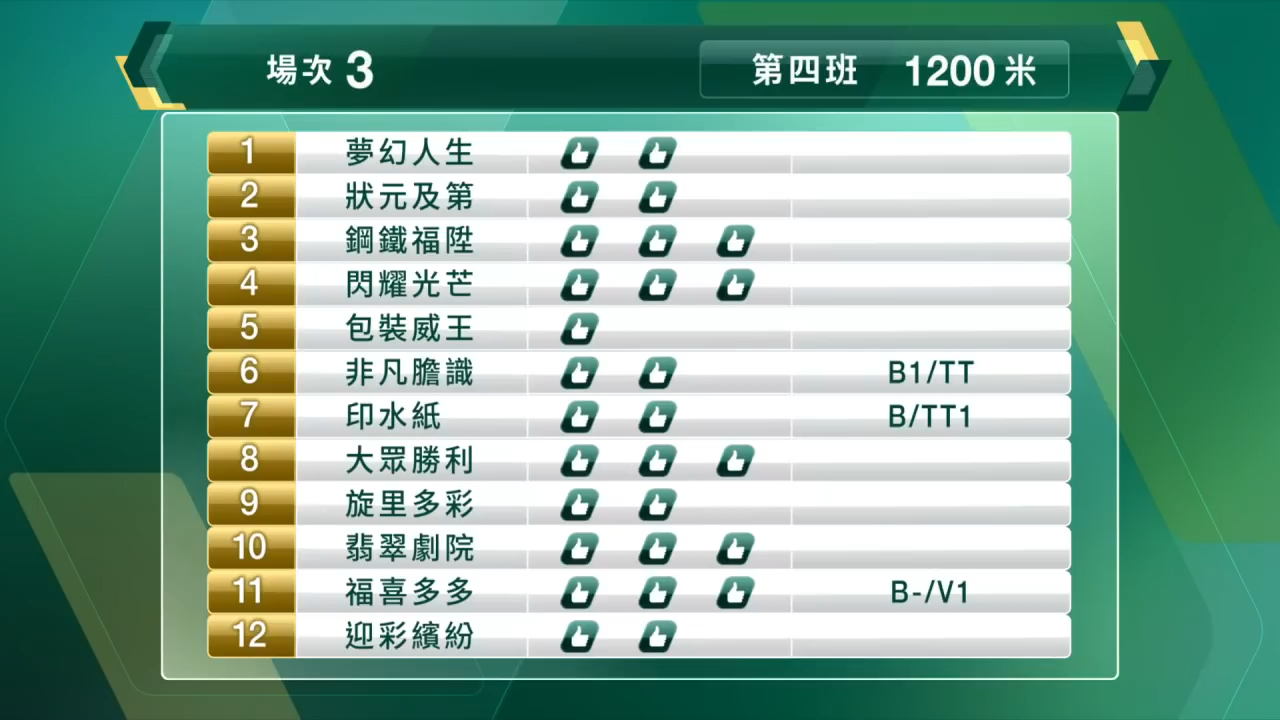 場次 3
第四班 1200 米
1 夢幻人生
2 狀元及第
3 鋼鐵福陞
4 閃耀光芒
5 包裝威王
6 非凡膽識 B1/TT
7 印水紙 B/TT1
8 大眾勝利
9 旋里多彩
10 翡翠劇院
11 福喜多多 B-/V1
12 迎彩繽紛